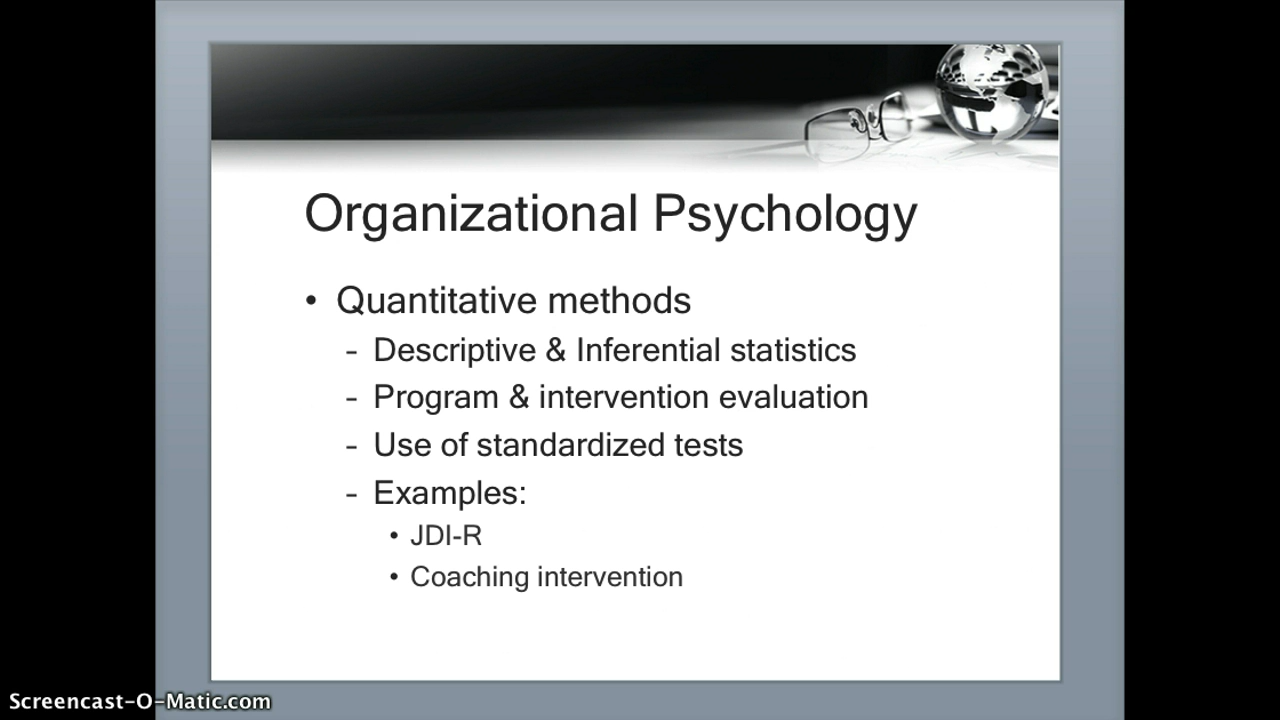 Organizational Psychology
• Quantitative methods
– Descriptive & Inferential statistics
– Program & intervention evaluation
– Use of standardized tests
– Examples:
• JDI-R
• Coaching intervention
Screencast-O-Matic.com